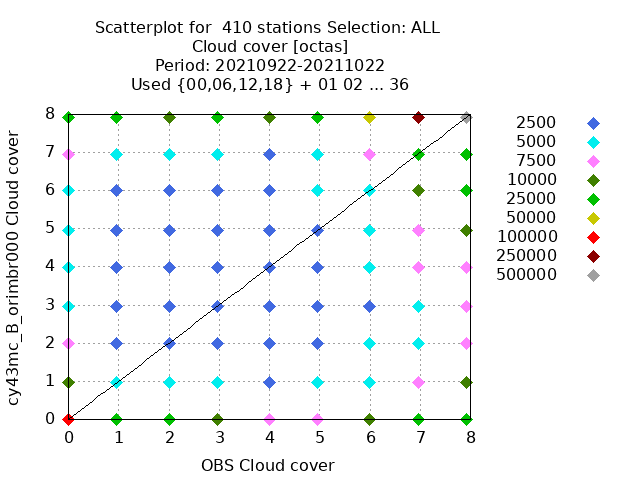 Scatterplot for  410 stations Selection: ALL
Cloud cover [octas]
Period: 20210922-20211022
Used {00,06,12,18} + 01 02 ... 36
cy43mc_B_orimbr000 Cloud cover
8
7
6
5
4
3
2
1
0
0 1 2 3 4 5 6 7 8
OBS Cloud cover
2500
5000
7500
10000
25000
50000
100000
250000
500000